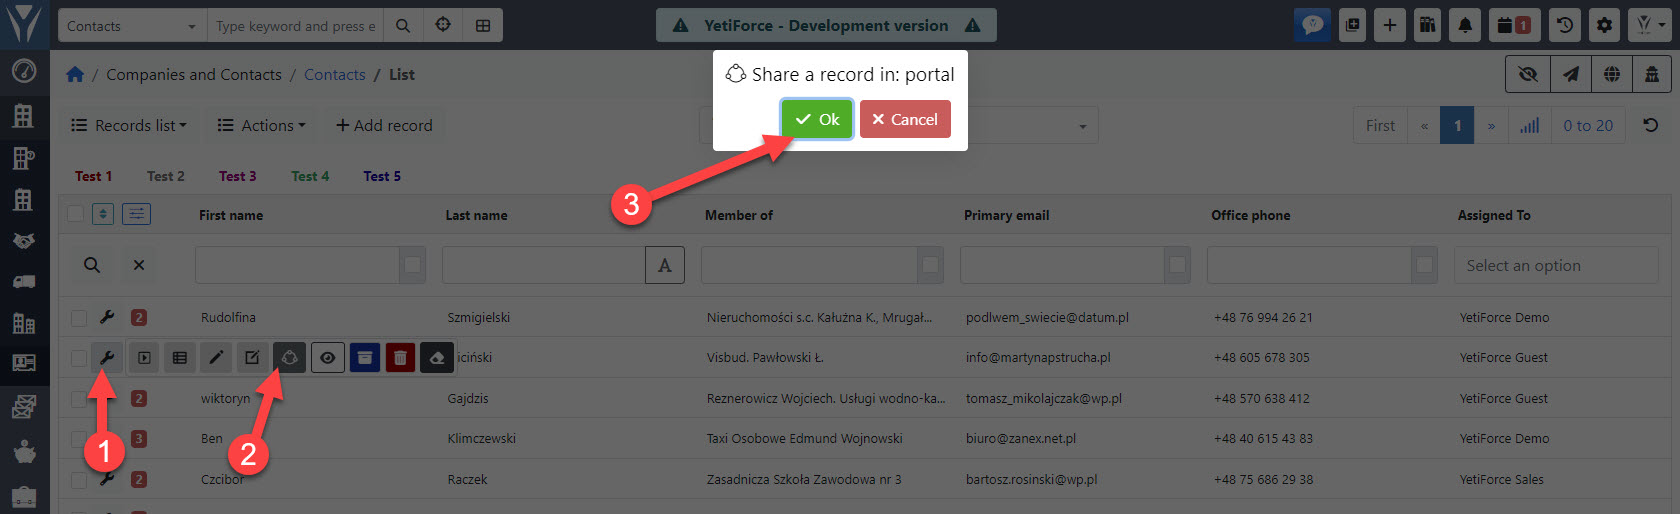 Contacts Type keyword and press e YetiForce - Development version 1
Share a record in: portal
Ok Cancel
/ Companies and Contacts / Contacts / List
Records list Actions Add record First « 1 » 0 to 20
Test 1 Test 2 Test 3 Test 4 Test 5
3
First name Last name Member of Primary email Office phone Assigned To
A Select an option
2 Rudolfina Szmigielski Nieruchomości s.c. Kałużna K., Mrugał... podlwem_swiecie@datum.pl +48 76 994 26 21 YetiForce Demo
iciński Visbud. Pawłowski Ł. info@martynapstrucha.pl +48 605 678 305 YetiForce Guest
2 wiktoryn Gajdzis Reznerowicz Wojciech. Usługi wodno-ka... tomasz_mikolajczak@wp.pl +48 570 638 412 YetiForce Guest
3 Ben Klimczewski Taxi Osobowe Edmund Wojnowski biuro@zanex.net.pl +48 40 615 43 83 YetiForce Demo
1 2
2 Czcibor Raczek Zasadnicza Szkoła Zawodowa nr 3 bartosz.rosinski@wp.pl +48 75 686 29 38 YetiForce Sales